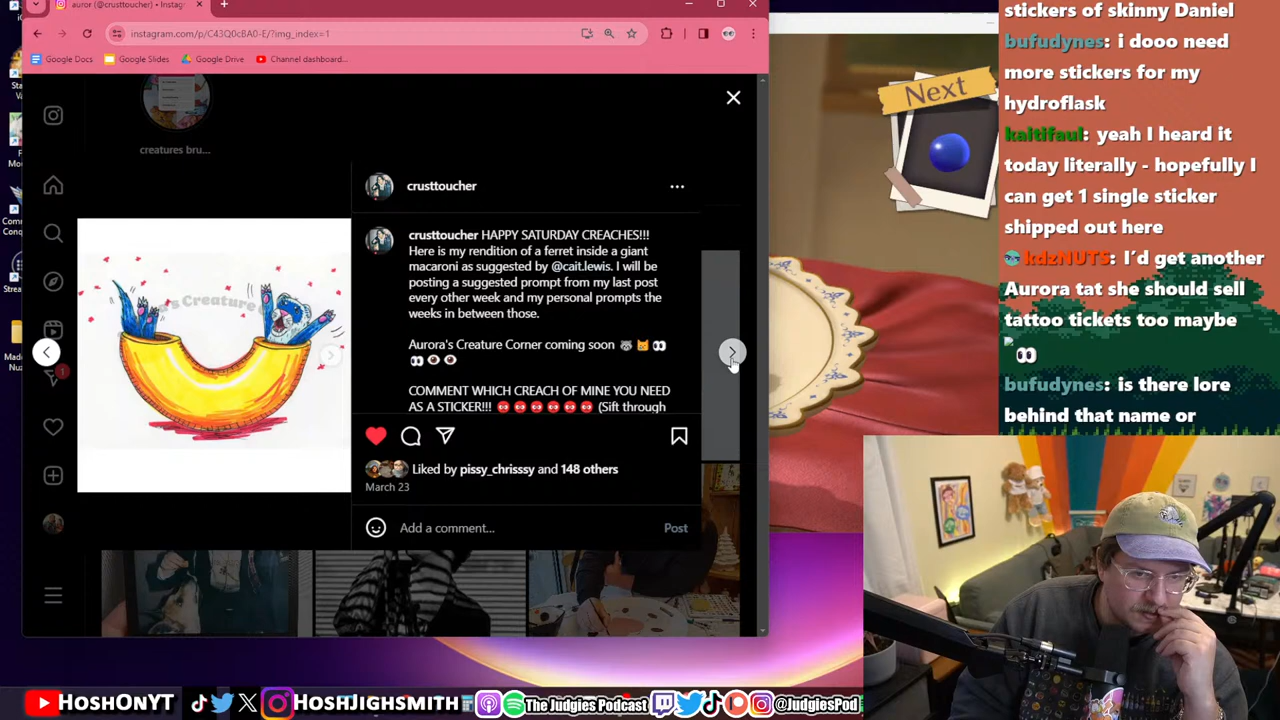 auror (@crusttoucher) • Instag
instagram.com/p/C43Q0cBA0-E/?img_index=1
Google Docs
Google Slides
Google Drive
Channel dashboard...
creatures bru...
crusttoucher
crusttoucher HAPPY SATURDAY CREACHES!!!
Here is my rendition of a ferret inside a giant
macaroni as suggested by @cait.lewis. I will be
posting a suggested prompt from my last post
every other week and my personal prompts the
weeks in between those.
Aurora's Creature Corner coming soon
COMMENT WHICH CREACH OF MINE YOU NEED
AS A STICKER!!! (Sift through
Liked by pissy_chrisssy and 148 others
March 23
Add a comment...
Post
's Creature
1
Next
stickers of skinny Daniel
bufudynes: i dooo need
more stickers for my
hydroflask
kaitifaul: yeah I heard it
today literally - hopefully I
can get 1 single sticker
shipped out here
kdzNUTS: I'd get another
Aurora tat she should sell
tattoo tickets too maybe
bufudynes: is there lore
behind that name or
HoshOnYT
HoshJighsmith
The Judgies Podcast
@JudgiesPod